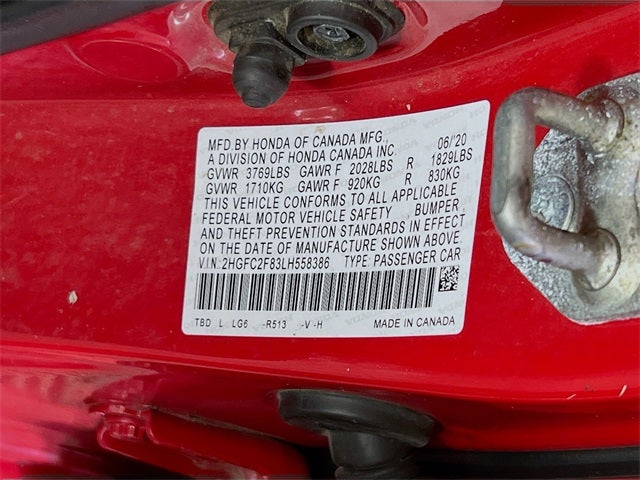 MFD. BY HONDA OF CANADA MFG., 06/'20
A DIVISION OF HONDA CANADA INC.
GVWR 3769LBS GAWR F 2028LBS R 1829LBS
GVWR 1710KG GAWR F 920KG R 830KG
THIS VEHICLE CONFORMS TO ALL APPLICABLE
FEDERAL MOTOR VEHICLE SAFETY , BUMPER ,
AND THEFT PREVENTION STANDARDS IN EFFECT
ON THE DATE OF MANUFACTURE SHOWN ABOVE.
V.I.N. 2HGFC2F83LH558386 TYPE: PASSENGER CAR
TBD L LG6 -R513 -V -H MADE IN CANADA